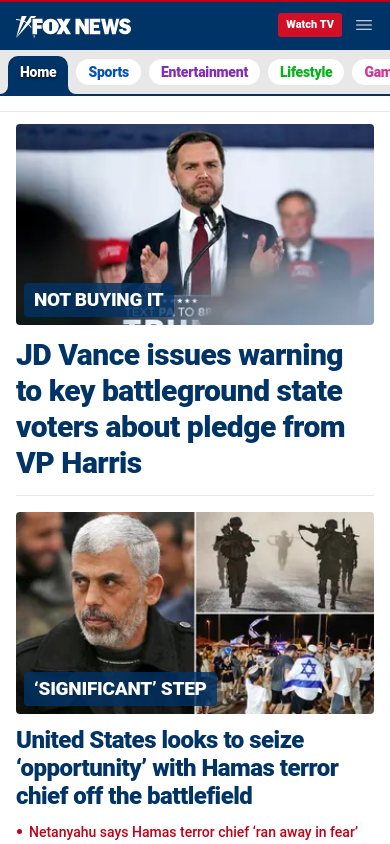 FOX NEWS
Watch TV
Home
Sports
Entertainment
Lifestyle
Gam
NOT BUYING IT
TO 88
JD Vance issues warning
to key battleground state
voters about pledge from
VP Harris
‘SIGNIFICANT’ STEP
United States looks to seize
‘opportunity’ with Hamas terror
chief off the battlefield
Netanyahu says Hamas terror chief ‘ran away in fear’